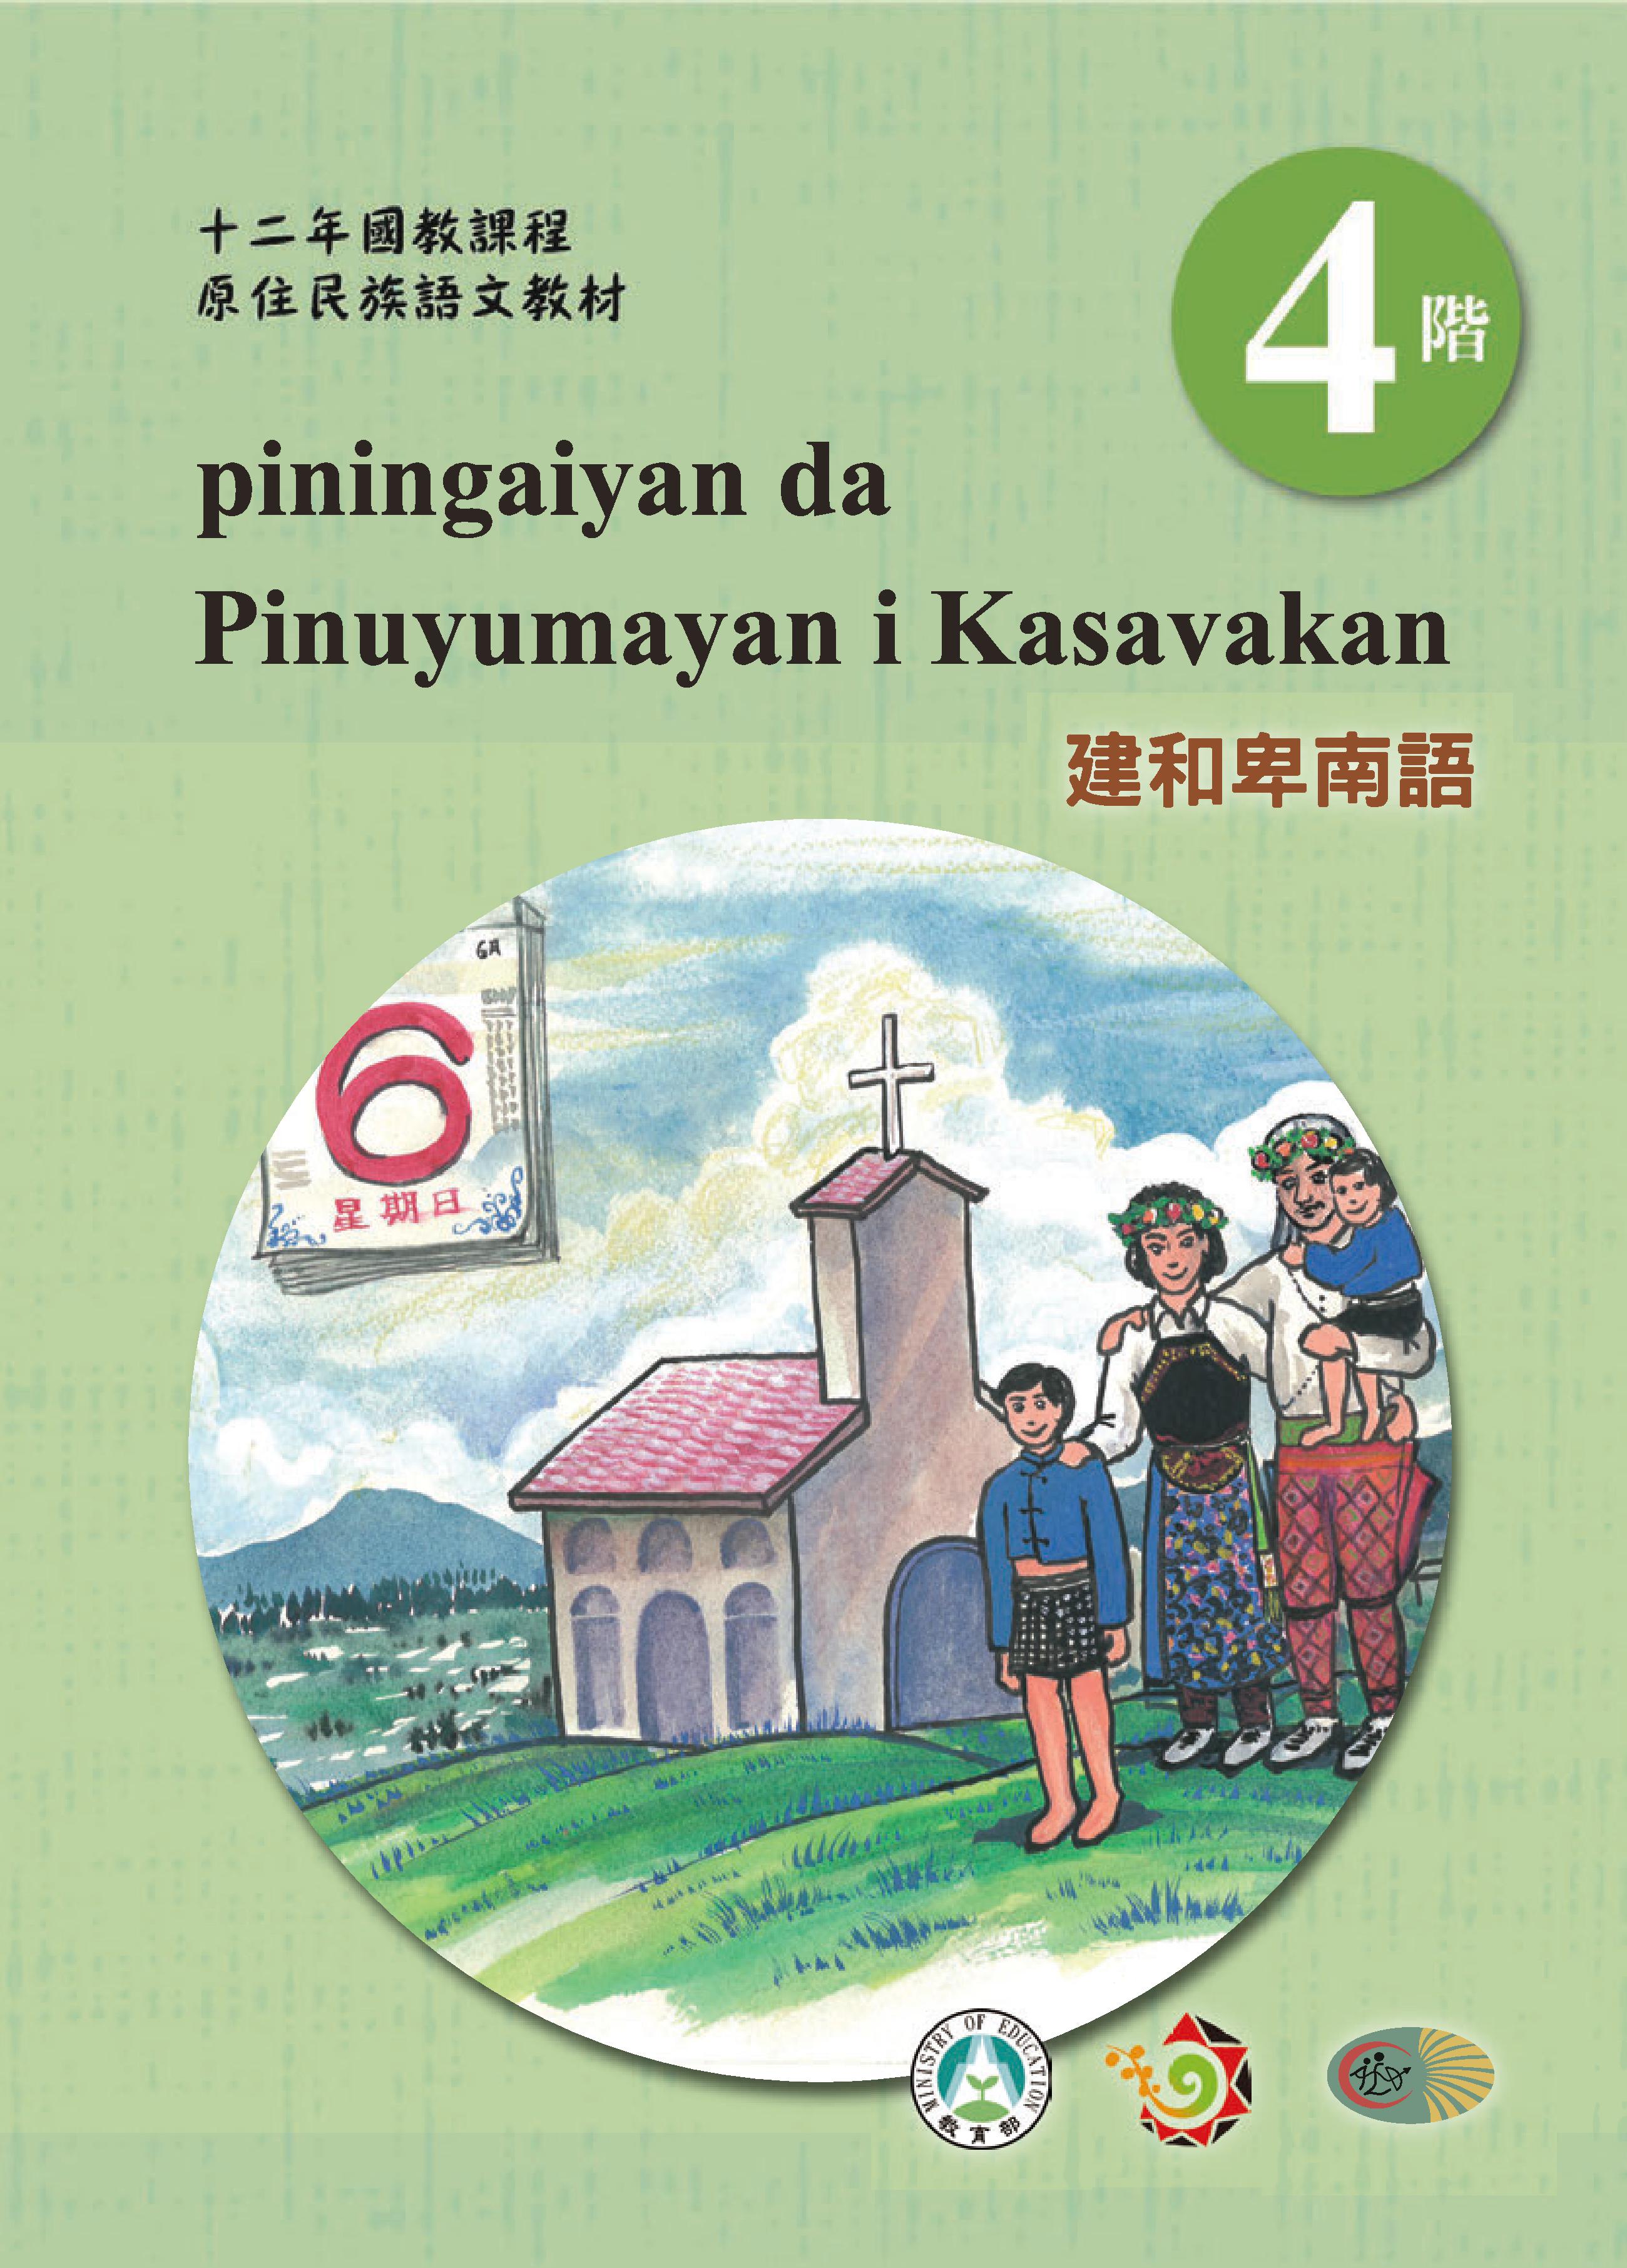 十二年國教課程
原住民族語文教材
4階
piningaiyan da
Pinuyumayan i Kasavakan
建和卑南語
6月
6
星期日
MINISTRY OF EDUCATION
教育部